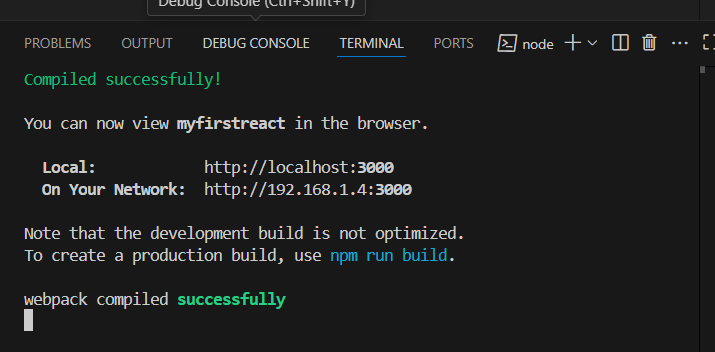 Debug Console (Ctrl+Shift+Y)
PROBLEMS OUTPUT DEBUG CONSOLE TERMINAL PORTS node
Compiled successfully!
You can now view myfirstreact in the browser.
Local: http://localhost:3000
On Your Network: http://192.168.1.4:3000
Note that the development build is not optimized.
To create a production build, use npm run build.
webpack compiled successfully